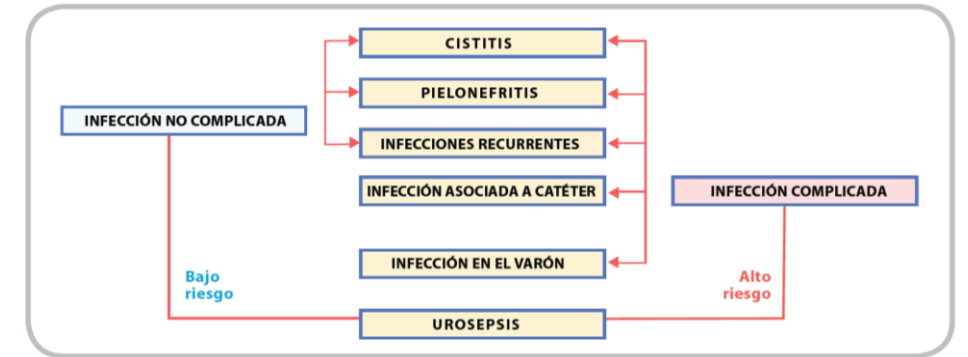 CISTITIS
PIELONEFRITIS
INFECCIÓN NO COMPLICADA
INFECCIONES RECURRENTES
INFECCIÓN ASOCIADA A CATÉTER
INFECCIÓN COMPLICADA
INFECCIÓN EN EL VARÓN
Bajo
riesgo
Alto
riesgo
UROSEPSIS